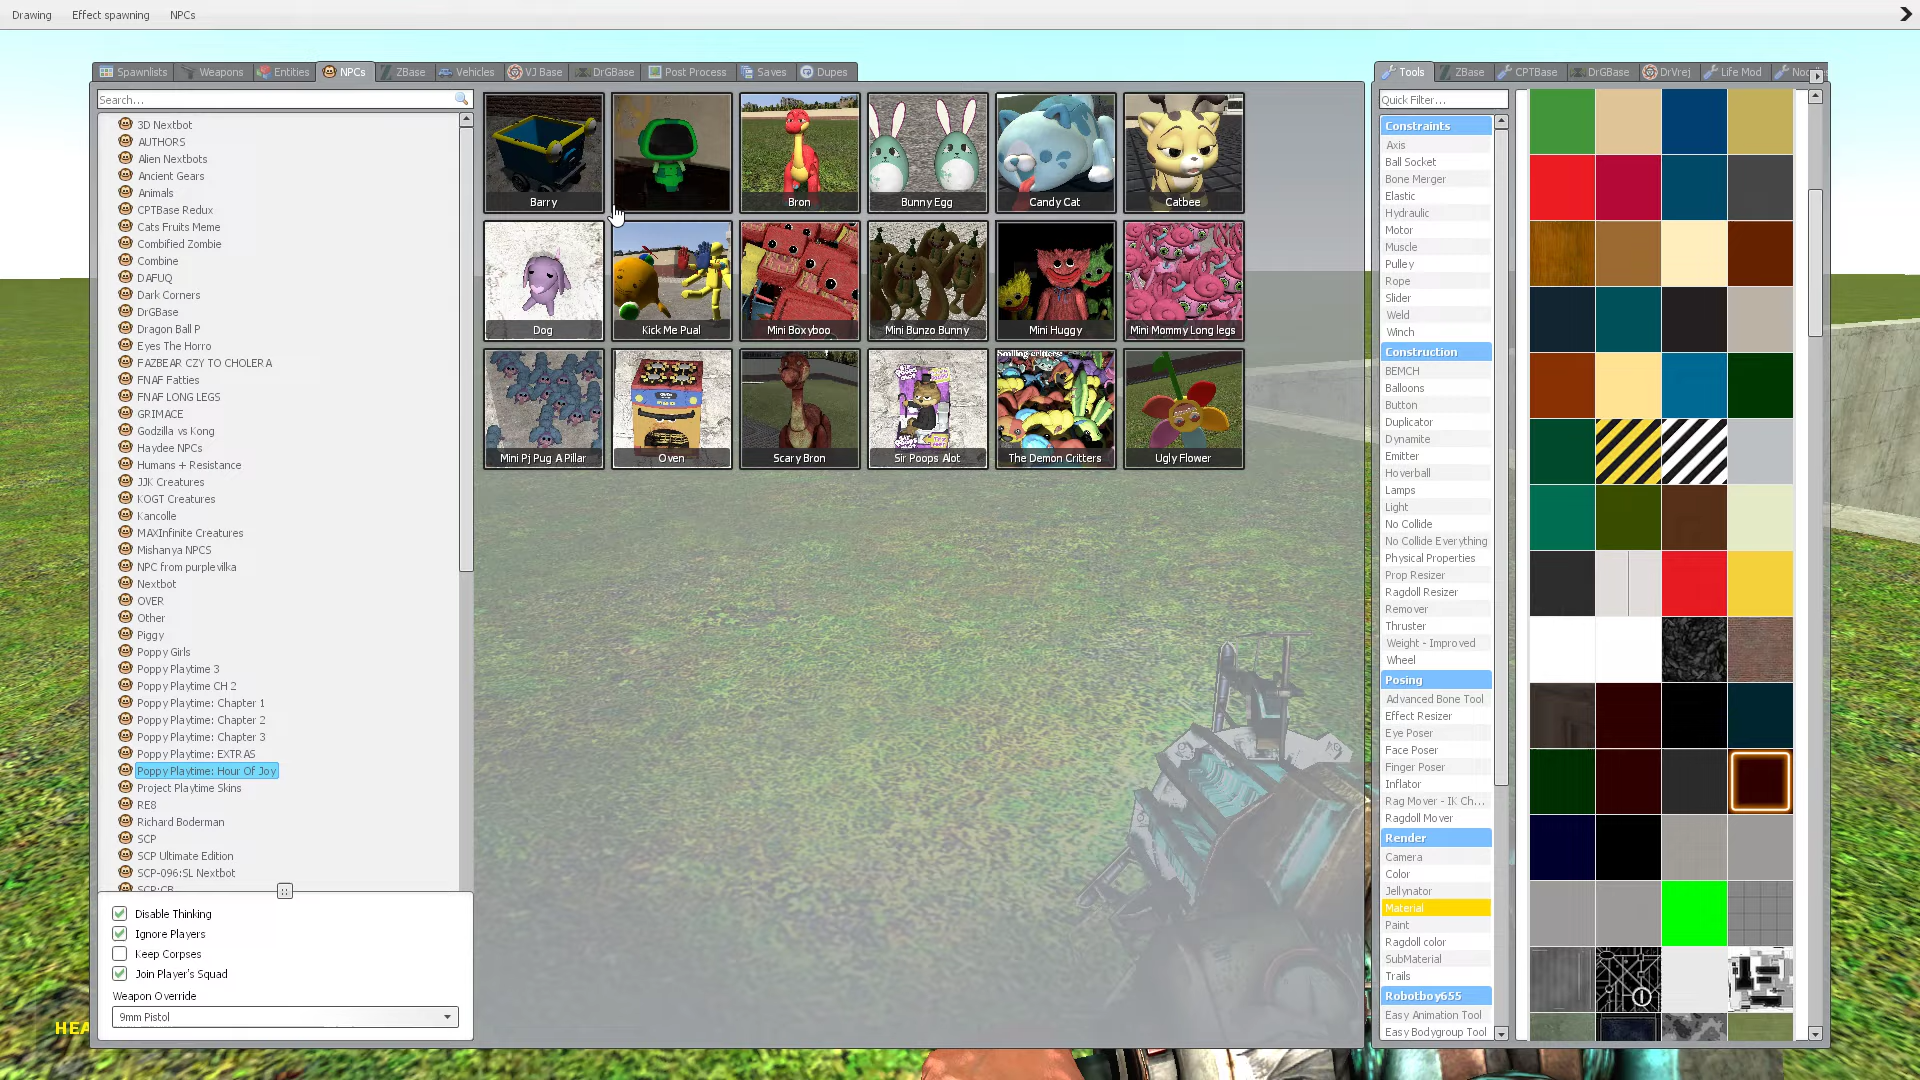 Drawing Effect spawning NPCs
Spawnlists Weapons Entities NPCs ZBase Vehicles VJ Base DrGBase Post Process Saves Dupes
Search...
3D Nextbot
AUTHORS
Alien Nextbots
Ancient Gears
Animals
CPTBase Redux
Cats Fruits Meme
Combified Zombie
Combine
DAFUQ
Dark Corners
DrGBase
Dragon Ball P
Eyes The Horro
FAZBEAR CZY TO CHOLERA
FNAF Fatties
FNAF LONG LEGS
GRIMACE
Godzilla vs Kong
Haydee NPCs
Humans + Resistance
JJK Creatures
KOGT Creatures
Kancolle
MAXInfinite Creatures
Mishanya NPCS
NPC from purplevilka
Nextbot
OVER
Other
Piggy
Poppy Girls
Poppy Playtime 3
Poppy Playtime CH 2
Poppy Playtime: Chapter 1
Poppy Playtime: Chapter 2
Poppy Playtime: Chapter 3
Poppy Playtime: EXTRAS
Poppy Playtime: Hour Of Joy
Project Playtime Skins
RE8
Richard Boderman
SCP
SCP Ultimate Edition
SCP-096:SL Nextbot
SCP:CB
Disable Thinking
Ignore Players
Keep Corpses
Join Player's Squad
Weapon Override
9mm Pistol
HEA
Barry
Bron
Bunny Egg
Candy Cat
Catbee
Dog
Kick Me Pual
Mini Boxyboo
Mini Bunzo Bunny
Mini Huggy
Mini Mommy Long legs
Mini Pj Pug A Pillar
Oven
Scary Bron
Sir Poops Alot
Smiling critters:
The Demon Critters
Ugly Flower
Tools ZBase CPTBase DrGBase DrVrej Life Mod
Quick Filter...
Constraints
Axis
Ball Socket
Bone Merger
Elastic
Hydraulic
Motor
Muscle
Pulley
Rope
Slider
Weld
Winch
Construction
BEMCH
Balloons
Button
Duplicator
Dynamite
Emitter
Hoverball
Lamps
Light
No Collide
No Collide Everything
Physical Properties
Prop Resizer
Ragdoll Resizer
Remover
Thruster
Weight - Improved
Wheel
Posing
Advanced Bone Tool
Effect Resizer
Eye Poser
Face Poser
Finger Poser
Inflator
Rag Mover - IK Ch...
Ragdoll Mover
Render
Camera
Color
Jellynator
Material
Paint
Ragdoll color
SubMaterial
Trails
Robotboy655
Easy Animation Tool
Easy Bodygroup Tool